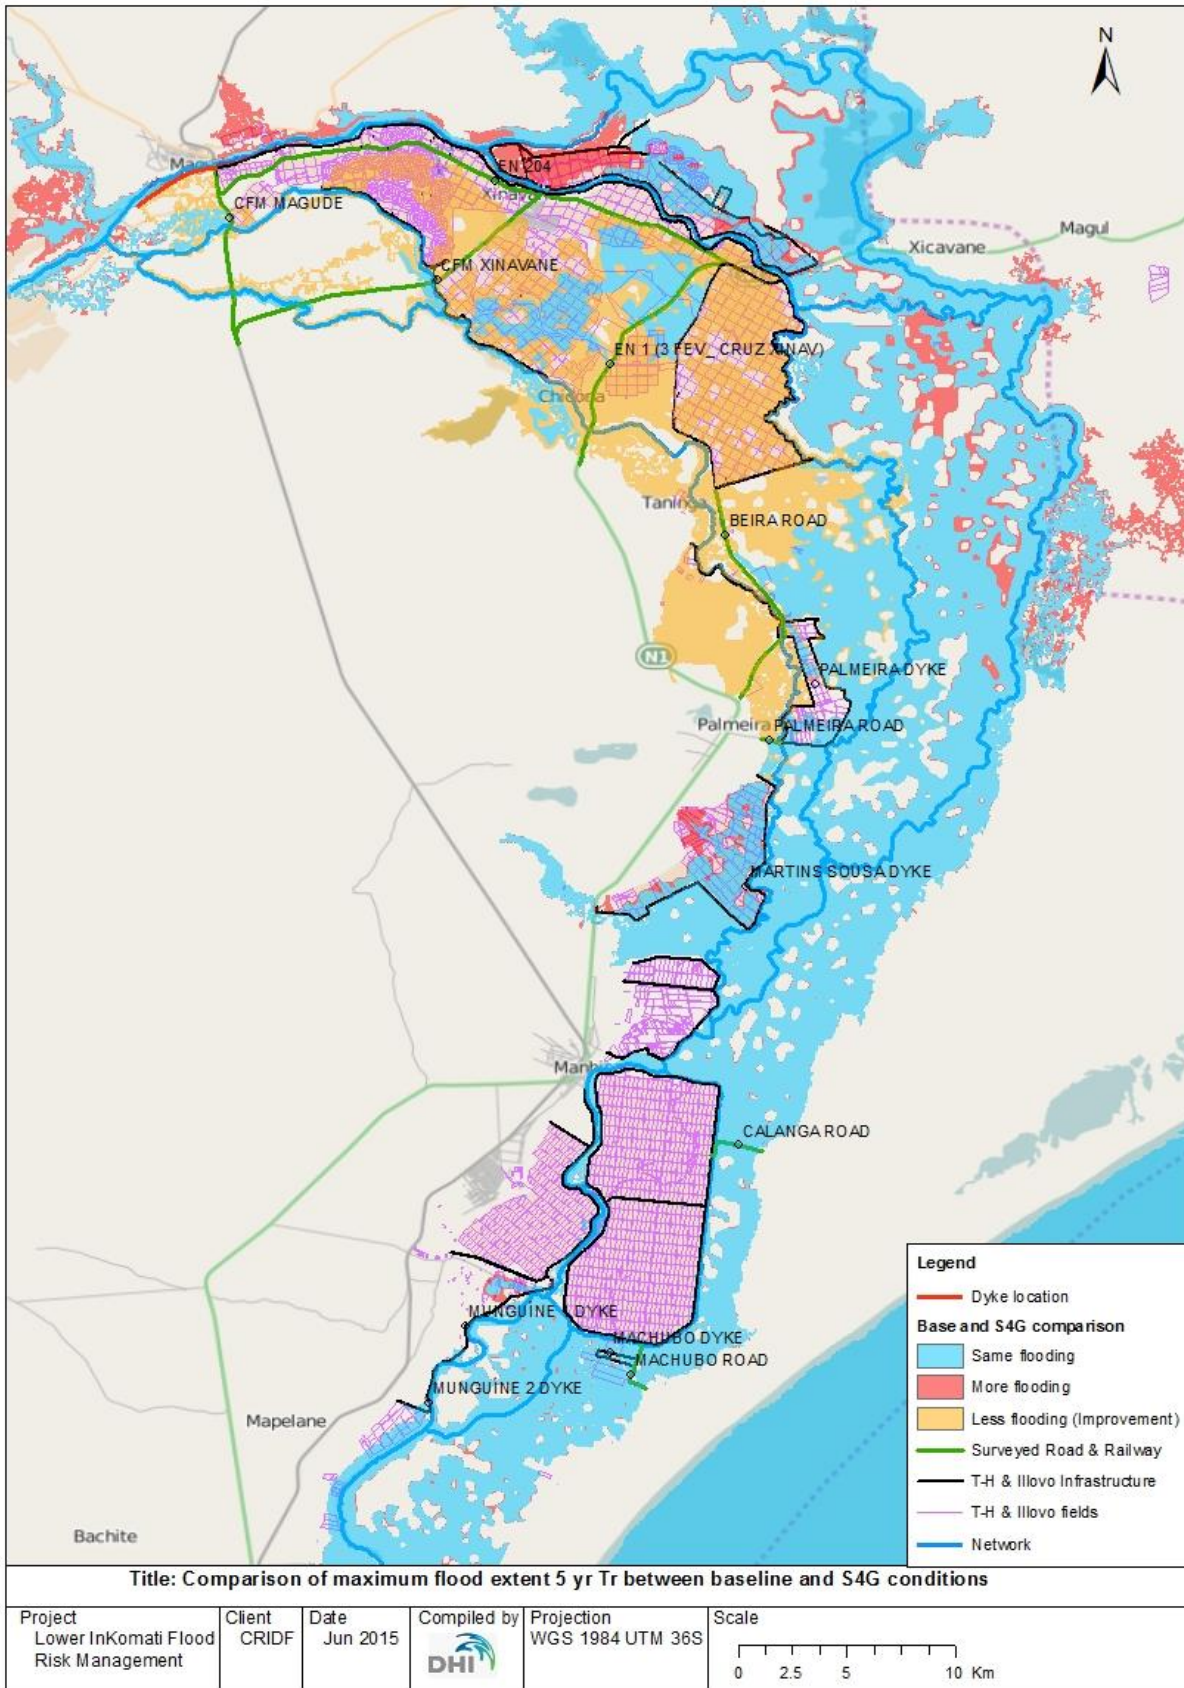 N
Magu
EN 204
Xinavane
CFM MAGUDE
Magul
Xicavane
CFM XINAVANE
EN 1 (3 FEV_ CRUZ XINAV)
Taninga
BEIRA ROAD
N1
PALMEIRA DYKE
Palmeira
PALMEIRA ROAD
MARTINS SOUSA DYKE
Manhi
CALANGA ROAD
MUNGUINE 1 DYKE
MACHUBO DYKE
MACHUBO ROAD
MUNGUINE 2 DYKE
Mapelane
Bachite
Legend
Dyke location
Base and S4G comparison
Same flooding
More flooding
Less flooding (Improvement)
Surveyed Road & Railway
T-H & Illovo Infrastructure
T-H & Illovo fields
Network
Title: Comparison of maximum flood extent 5 yr Tr between baseline and S4G conditions
Project
Lower InKomati Flood
Risk Management
Client
CRIDF
Date
Jun 2015
Compiled by
DHI
Projection
WGS 1984 UTM 36S
Scale
0 2.5 5 10 Km